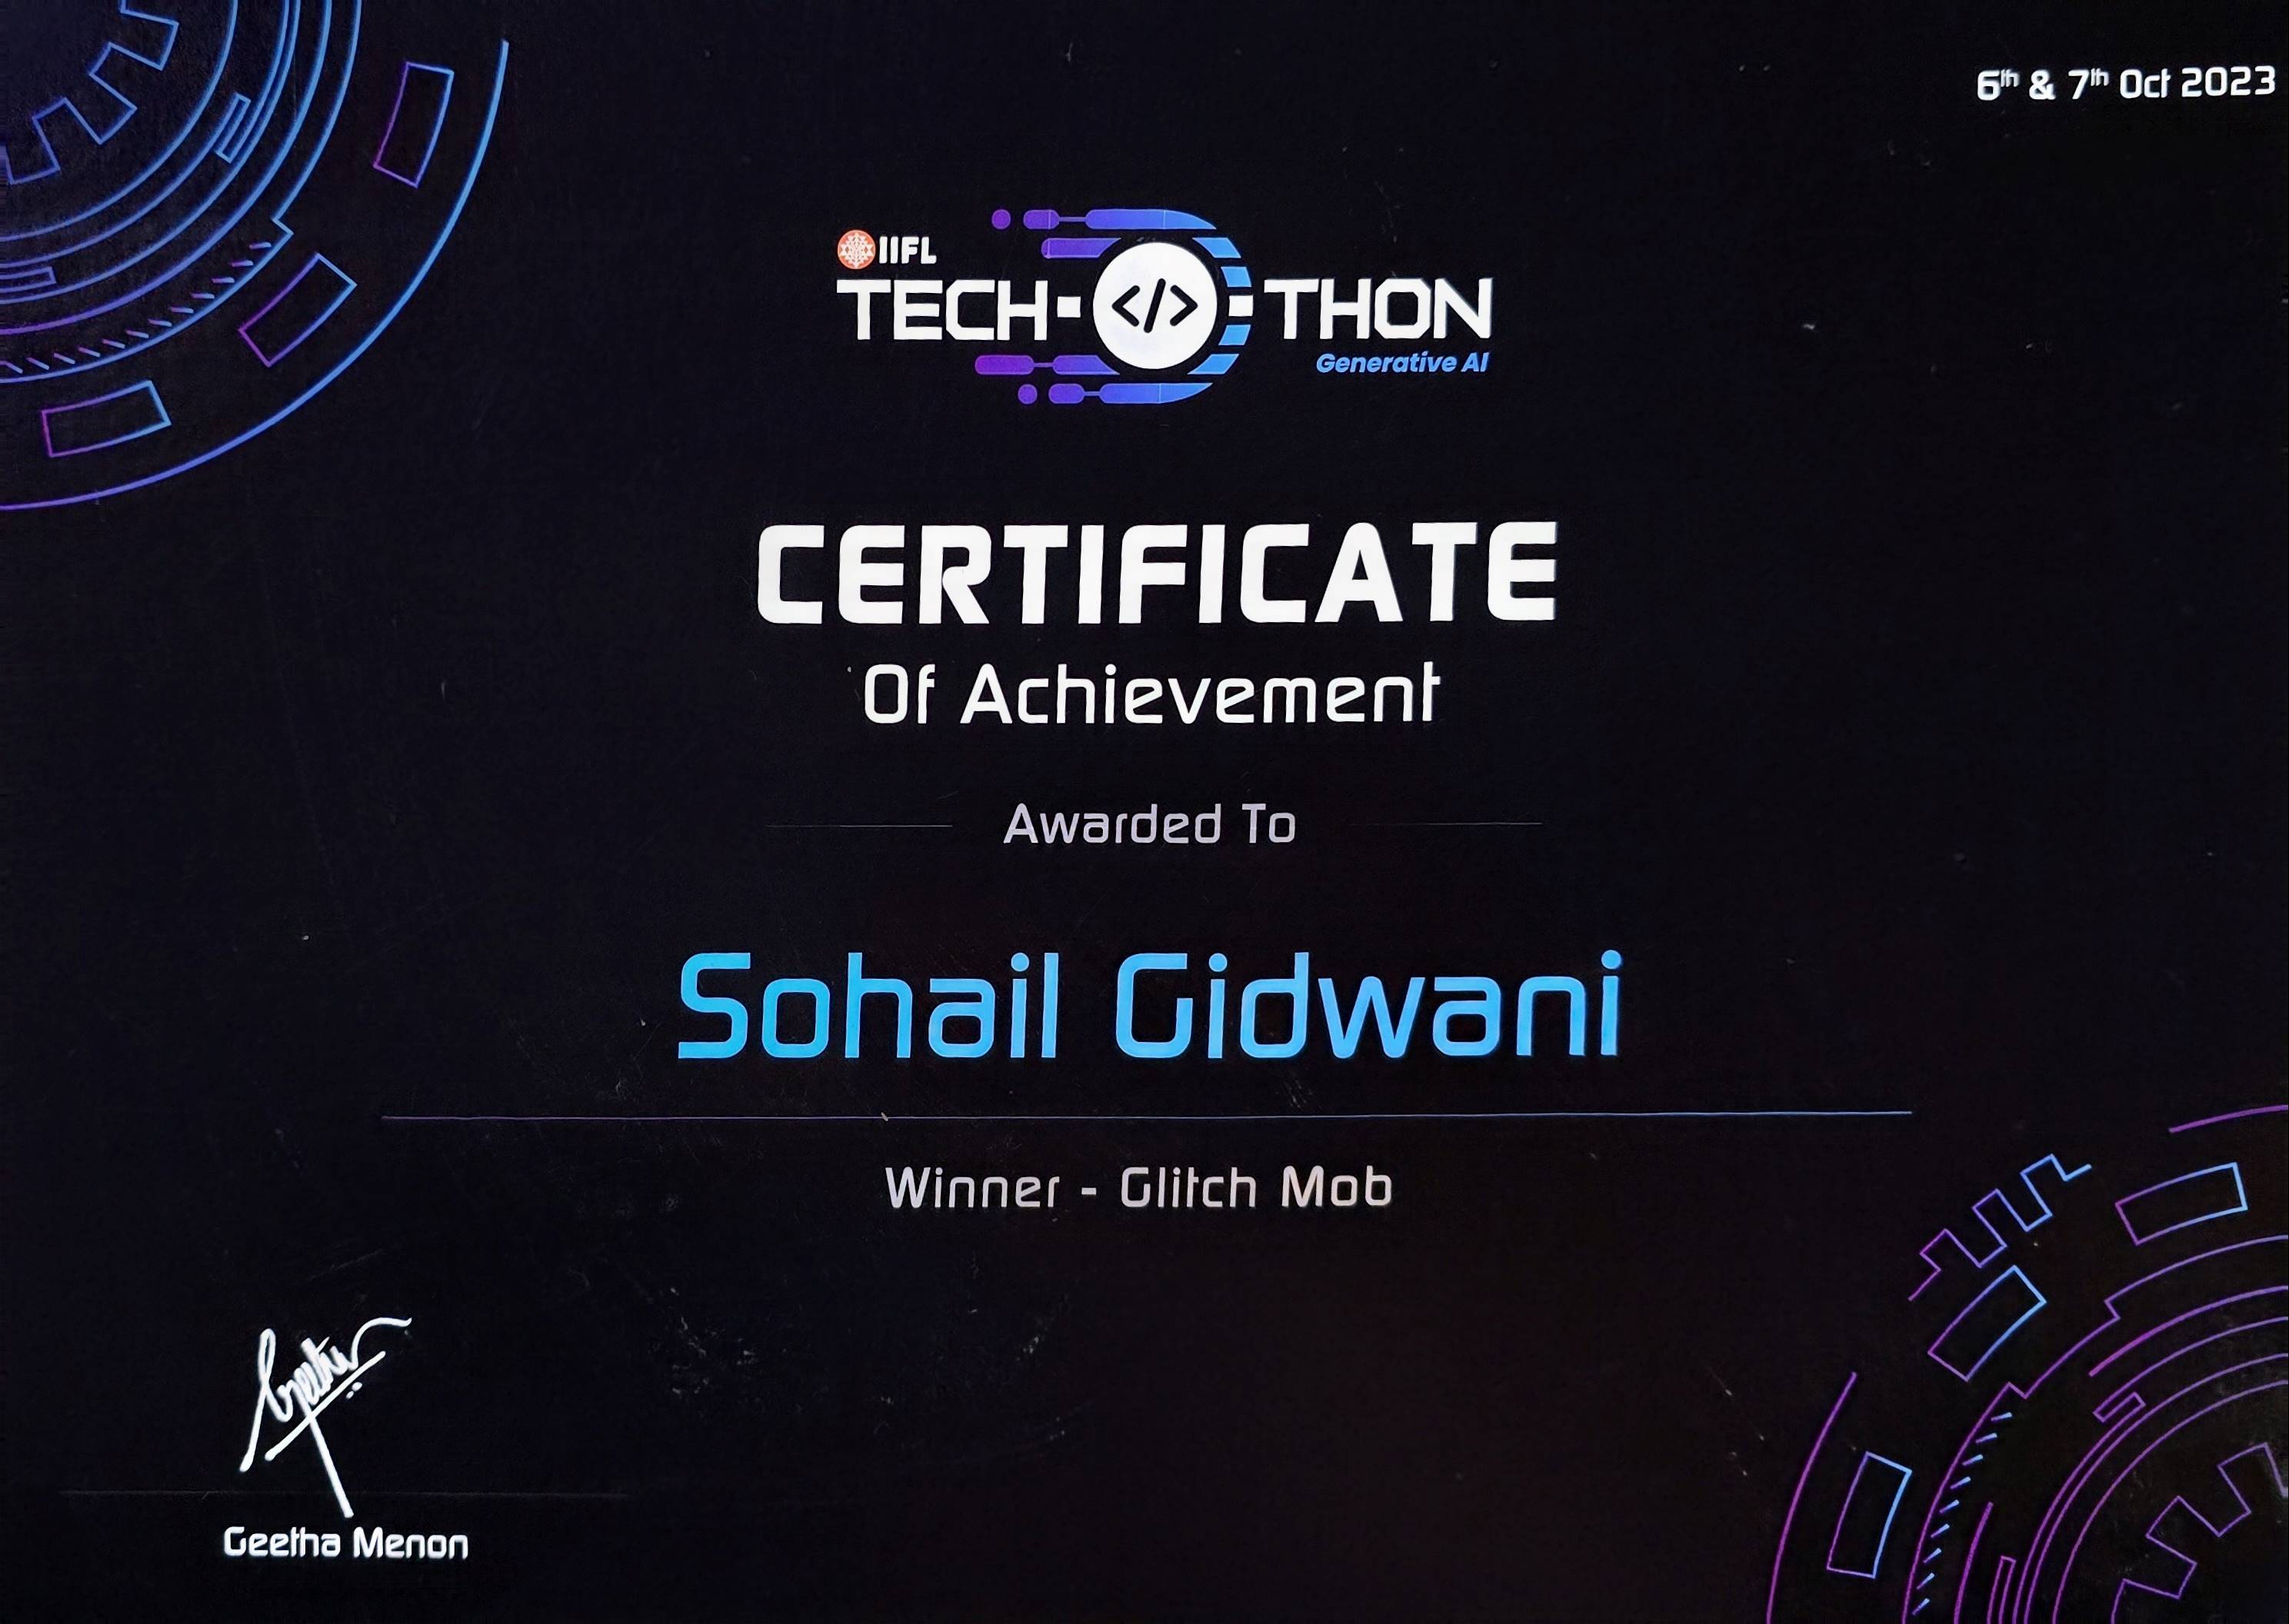 6th & 7th Oct 2023
IIFL
TECH-</>-THON
Generative AI
CERTIFICATE
Of Achievement
Awarded To
Sohail Gidwani
Winner - Glitch Mob
Geetha
Geetha Menon